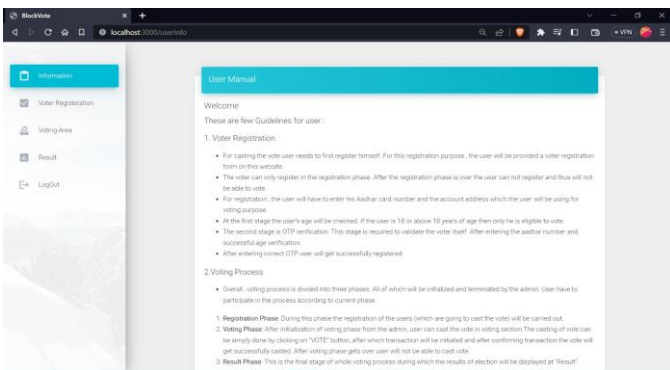 BlockVote
localhost:3000/userInfo
VPN
Information
Voter Registeration
Voting-Area
Result
LogOut
User Manual
Welcome
These are few Guidelines for user :
1. Voter Registration
For casting the vote user needs to first register himself. For this registration purpose , the user will be provided a voter registration
form on this website.
The voter can only register in the registration phase. After the registration phase is over the user can not register and thus will not
be able to vote.
For registration , the user will have to enter his Aadhar card number and the account address which the user will be using for
voting purpose.
At the first stage the user's age will be checked. If the user is 18 or above 18 years of age then only he is eligible to vote.
The second stage is OTP verification. This stage is required to validate the voter itself. After entering the aadhar number and
successful age verification.
After entering correct OTP user will get successfully registered.
2.Voting Process
Overall , voting process is divided into three phases. All of which will be initialized and terminated by the admin. User have to
participate in the process according to current phase.
1. Registration Phase: During this phase the registration of the users (which are going to cast the vote) will be carried out.
2. Voting Phase: After initialization of voting phase from the admin, user can cast the vote in voting section.The casting of vote can
be simply done by clicking on "VOTE" button, after which transaction will be initiated and after confirming transaction the vote will
get successfully casted. After voting phase gets over user will not be able to cast vote.
3. Result Phase: This is the final stage of whole voting process during which the results of election will be displayed at "Result"